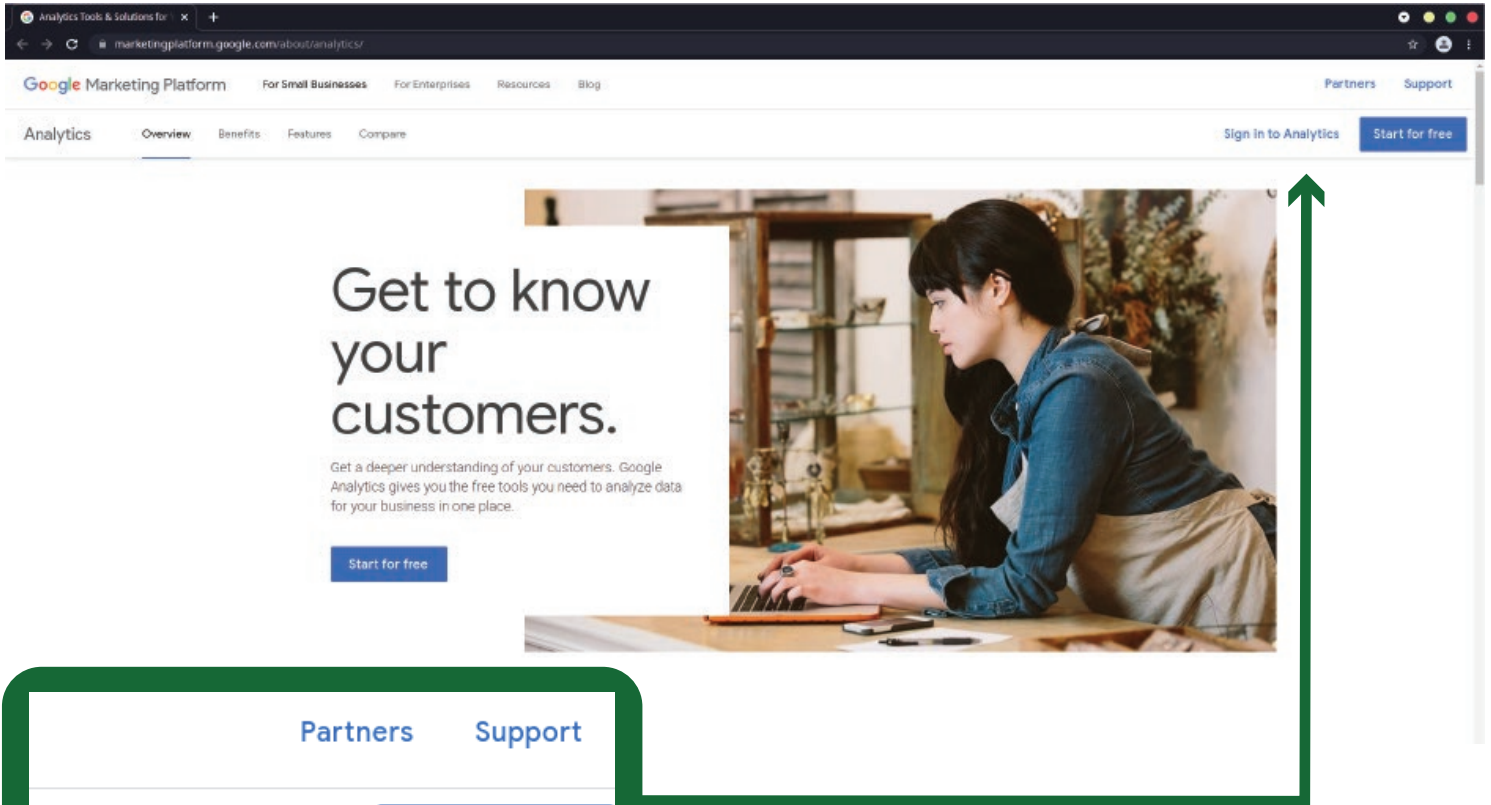 Analytics Tools & Solutions for
marketingplatform.google.com/about/analytics/
Google Marketing Platform For Small Businesses For Enterprises Resources Blog Partners Support
Analytics Overview Benefits Features Compare Sign in to Analytics Start for free
Get to know
your
customers.
Get a deeper understanding of your customers. Google
Analytics gives you the free tools you need to analyze data
for your business in one place.
Start for free
Partners Support